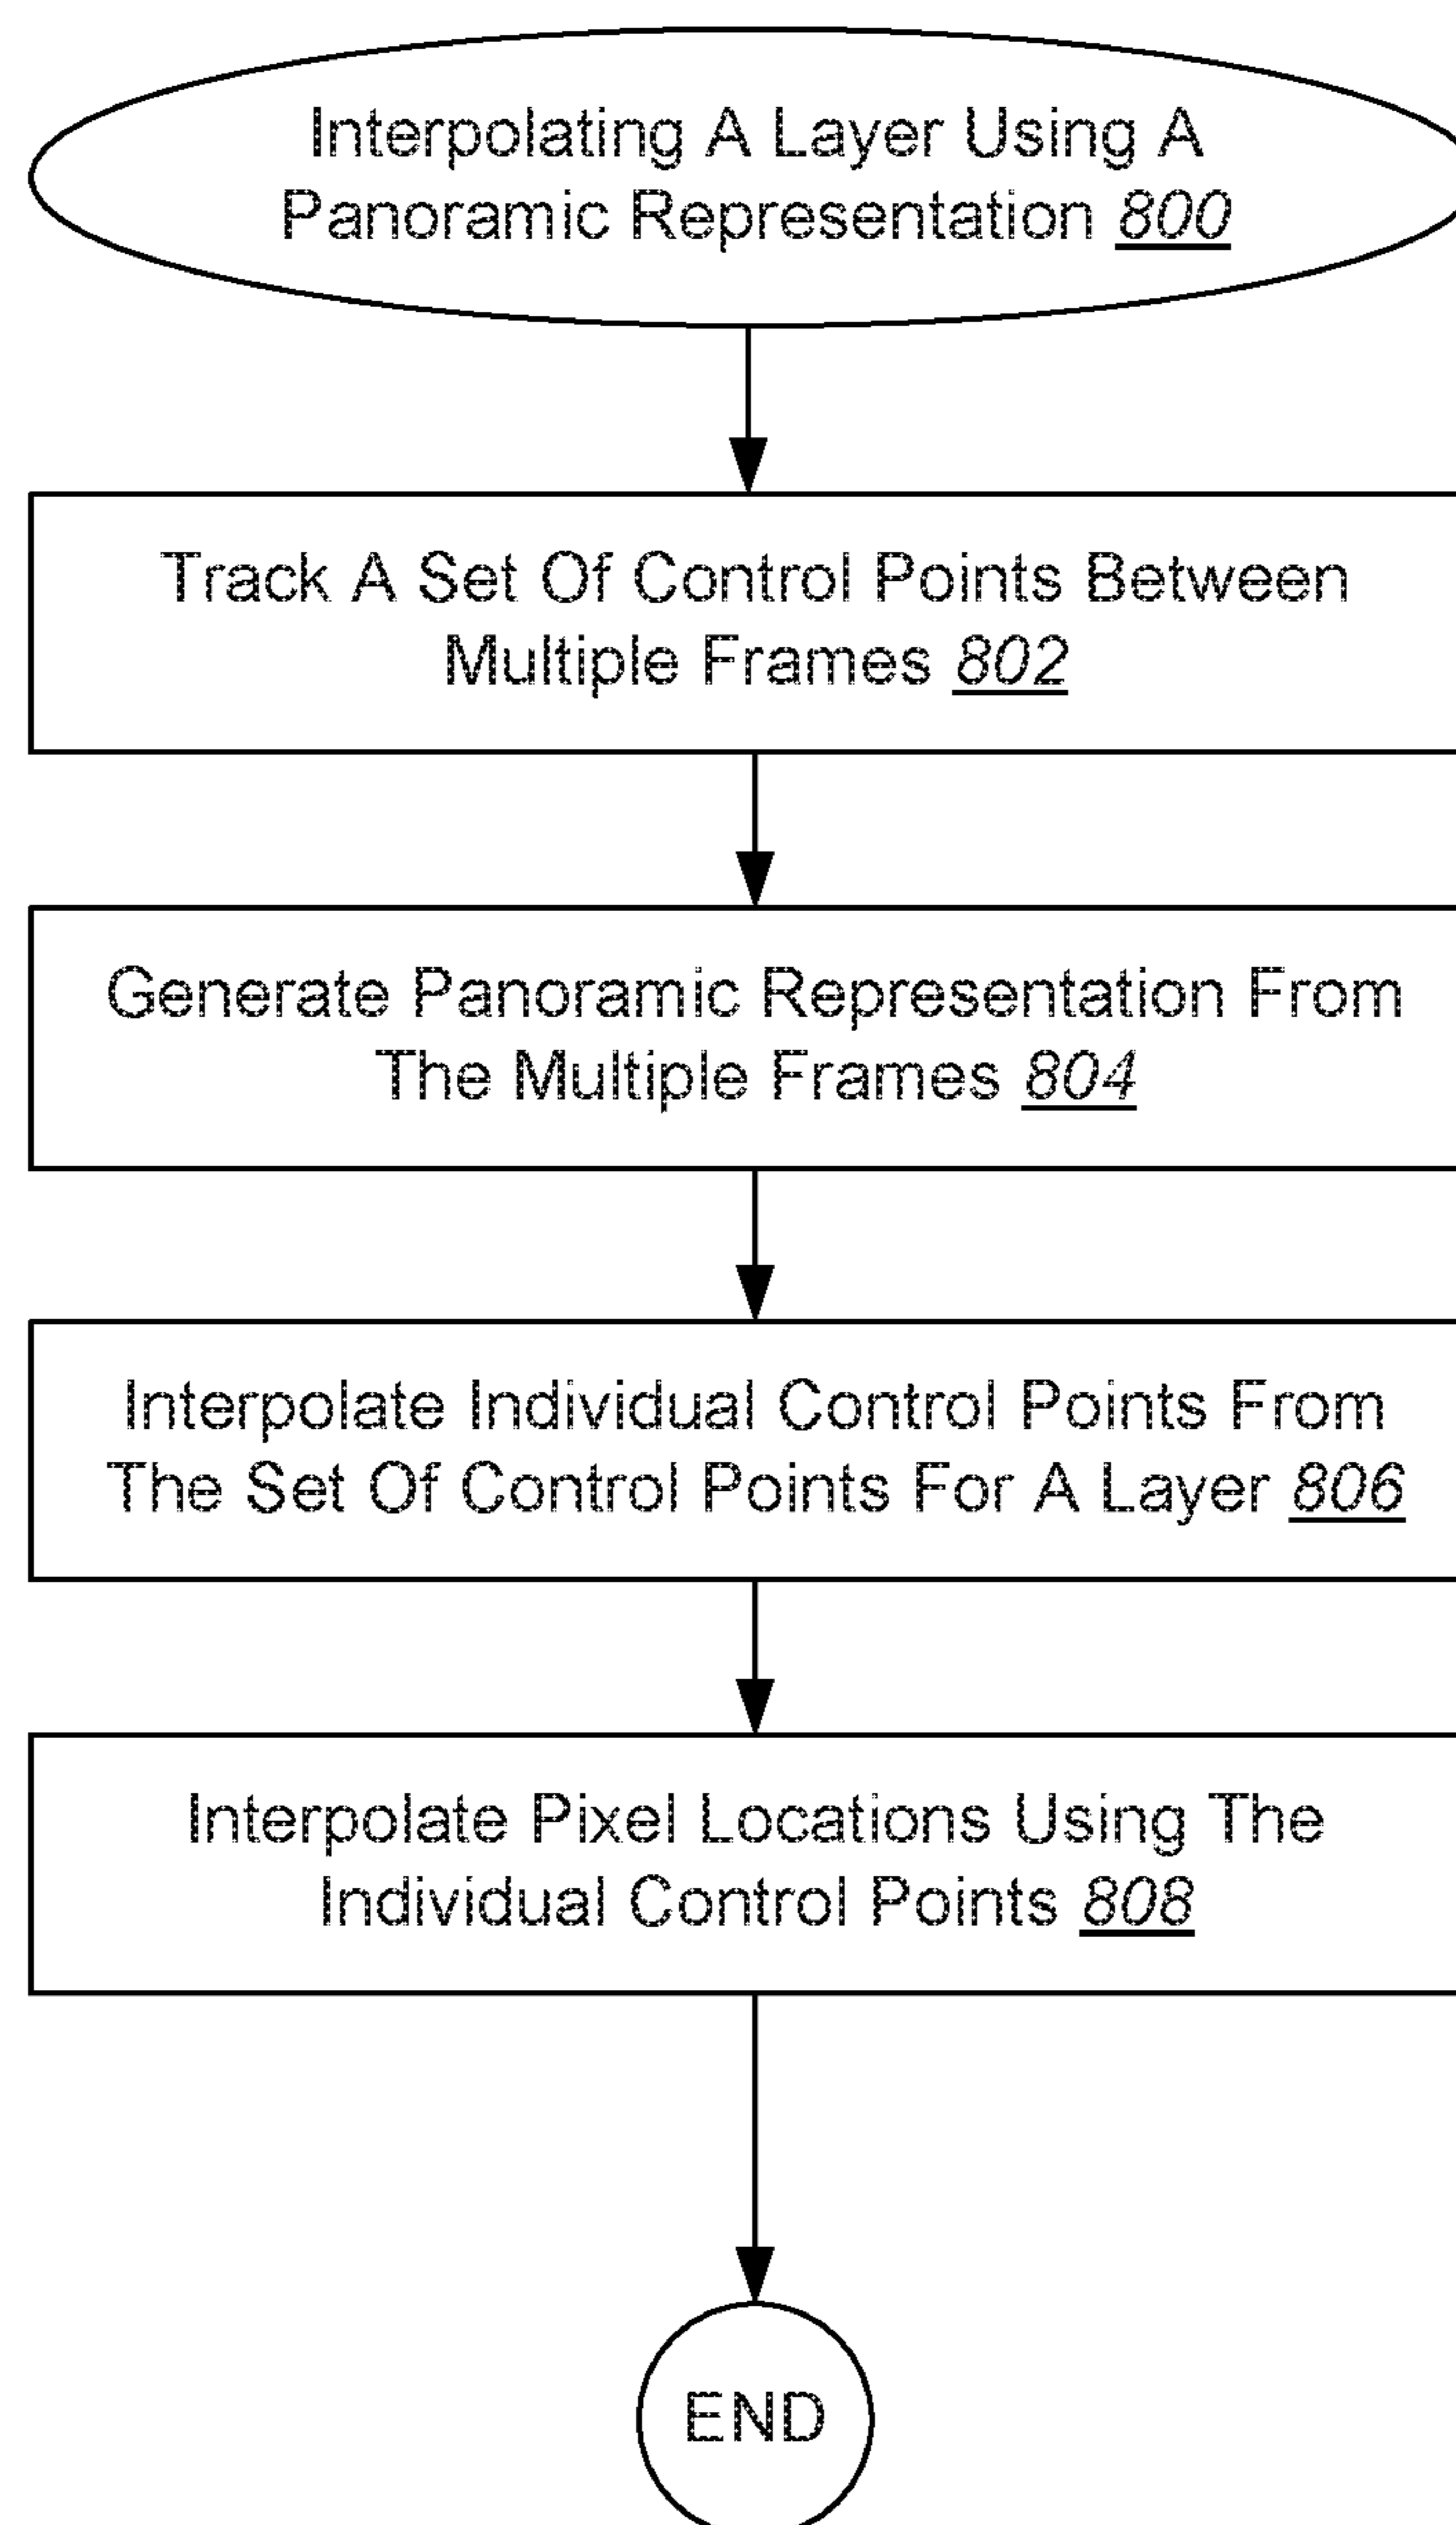 Interpolating A Layer Using A
Panoramic Representation 800
Track A Set Of Control Points Between
Multiple Frames 802
Generate Panoramic Representation From
The Multiple Frames 804
Interpolate Individual Control Points From
The Set Of Control Points For A Layer 806
Interpolate Pixel Locations Using The
Individual Control Points 808
END